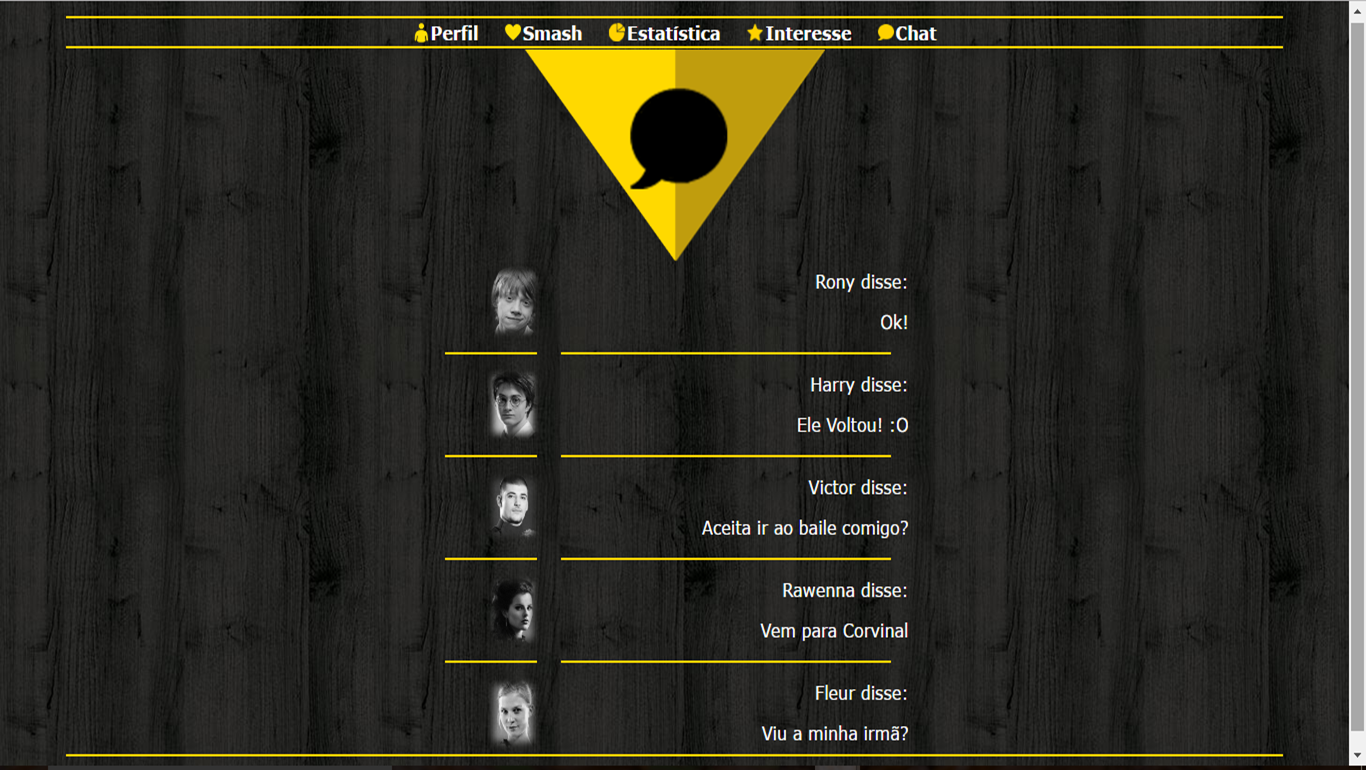 Perfil Smash Estatística Interesse Chat
Rony disse:
Ok!
Harry disse:
Ele Voltou! :O
Victor disse:
Aceita ir ao baile comigo?
Rawenna disse:
Vem para Corvinal
Fleur disse:
Viu a minha irmã?